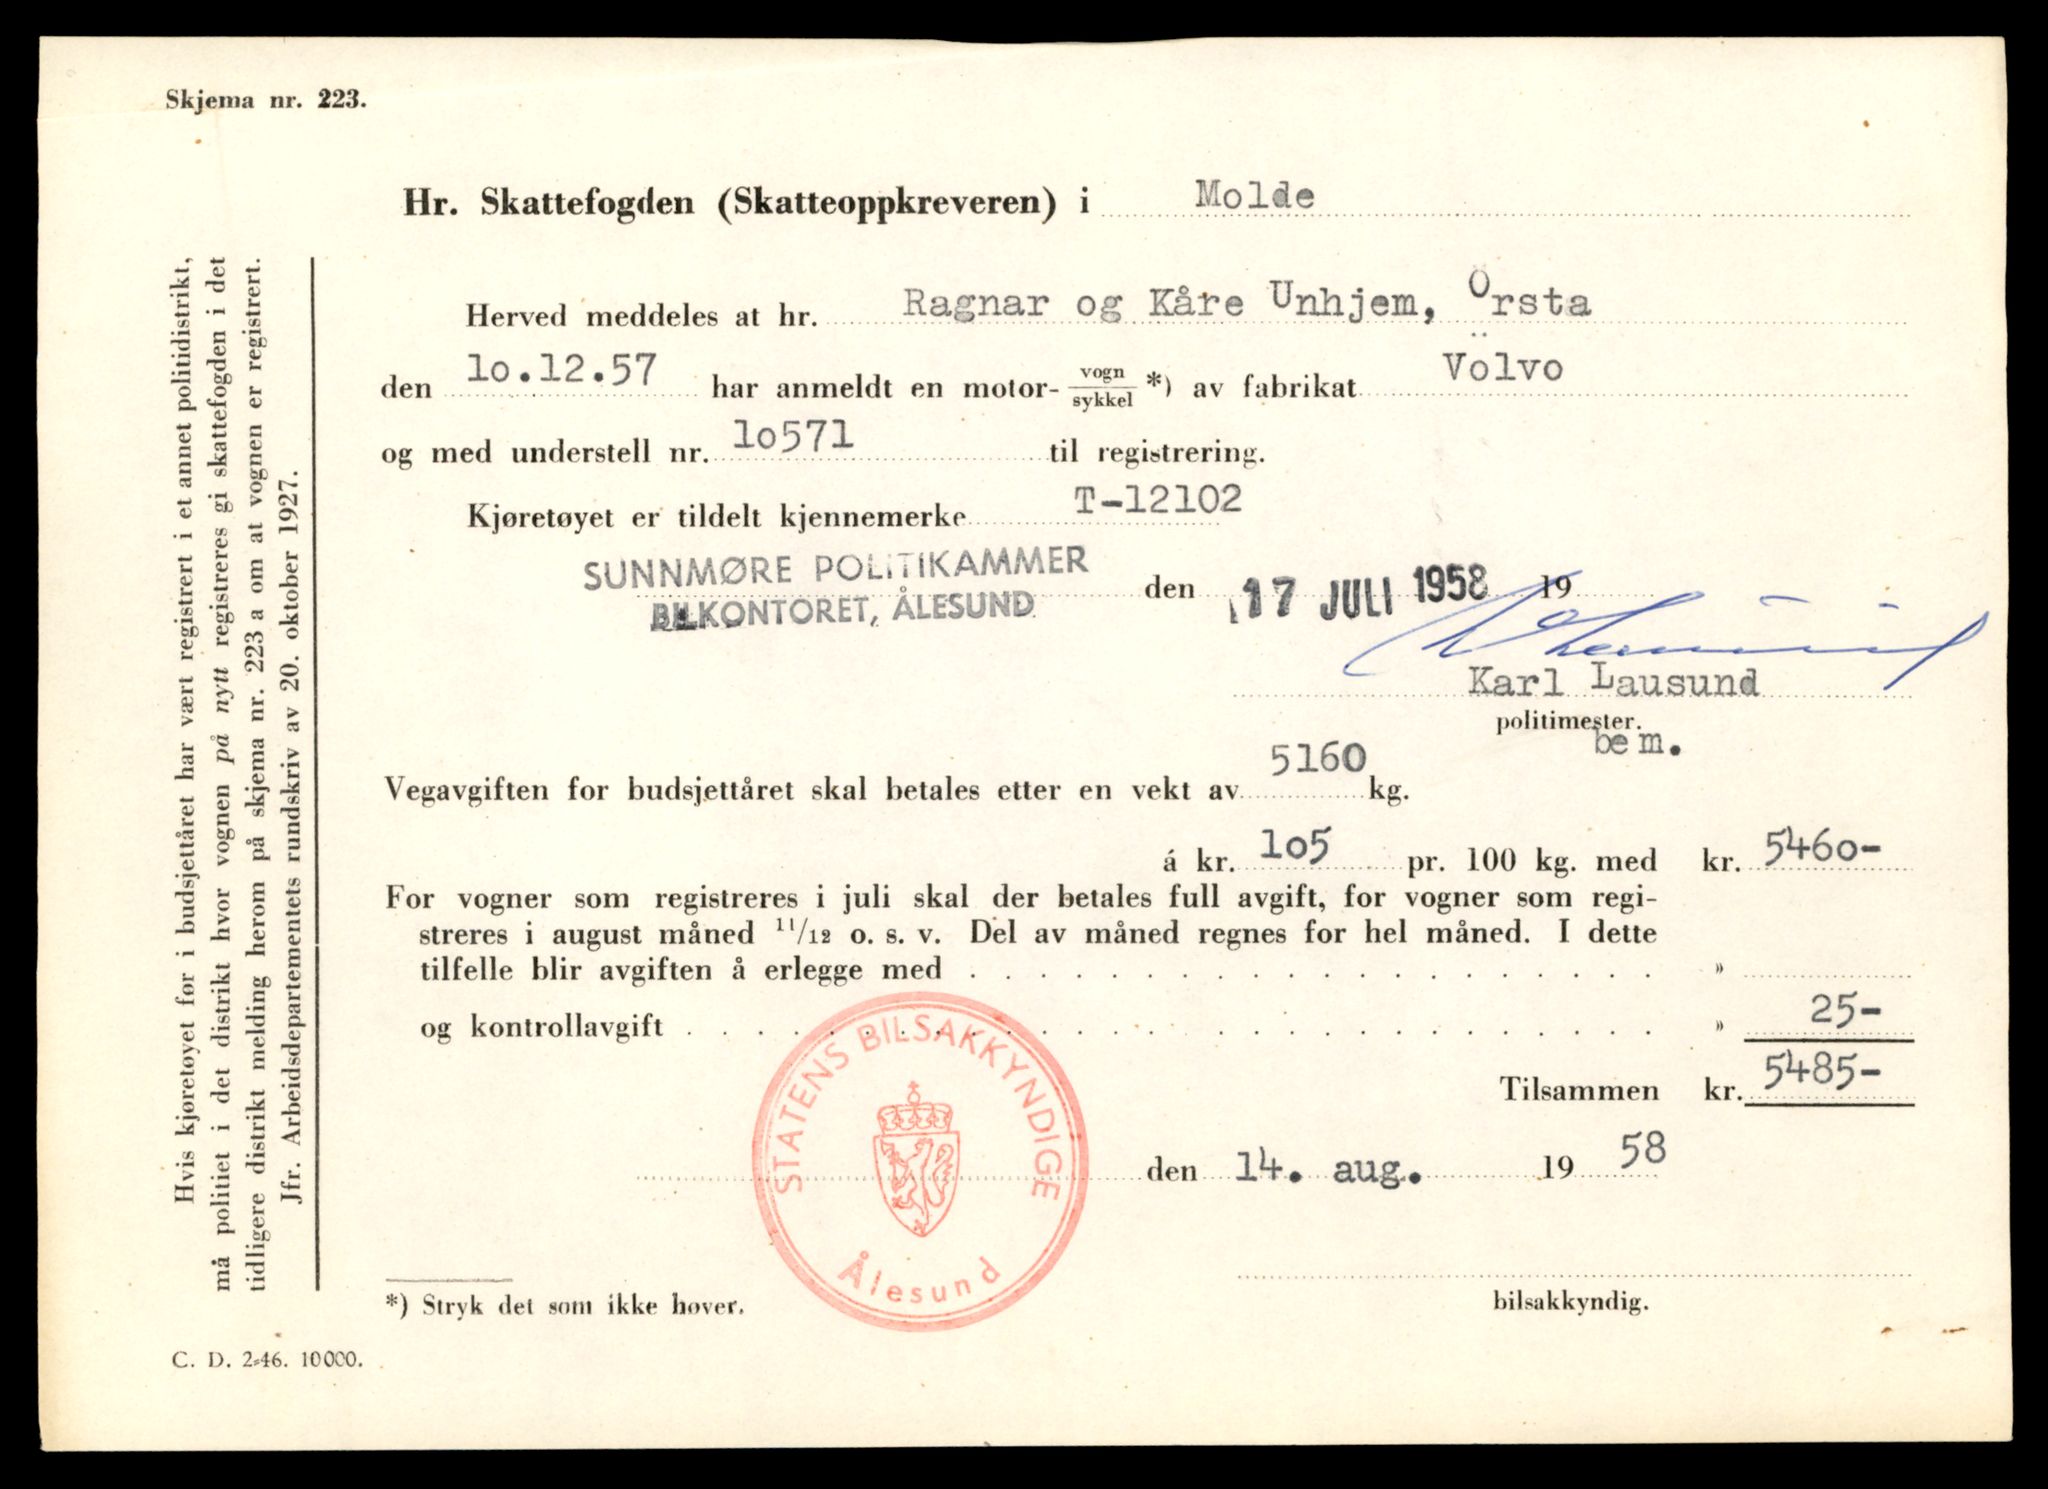 Skjema nr. 223.
Hr. Skattefogden (Skatteoppkreveren) i Molde
Herved meddeles at hr. Ragnar og Kåre Unhjem, Örsta
den 10.12.57 har anmeldt en motor- vogn/sykkel *) av fabrikat Völvo
og med understell nr. 10571 til registrering.
Kjøretøyet er tildelt kjennemerke T-12102
SUNNMØRE POLITIKAMMER
BILKONTORET, ÅLESUND
den 17 JULI 1958 19
Karl Lausund
politimester.
bem.
Vegavgiften for budsjettåret skal betales etter en vekt av 5160 kg.
á kr. 105 pr. 100 kg. med kr. 5460-
For vogner som registreres i juli skal der betales full avgift, for vogner som regi-
streres i august måned 11/12 o. s. v. Del av måned regnes for hel måned. I dette
tilfelle blir avgiften å erlegge med . . . . . . . . . . . . . . . . . . . »
og kontrollavgift . . . . . . . . . . . . . . . . . . . . . . . . . . » 25-
Tilsammen kr. 5485-
STATENS BILSAKKYNDIGE
Ålesund
den 14. aug. 19 58
bilsakkyndig.
*) Stryk det som ikke høver.
C. D. 2-46. 10000.
Hvis kjøretøyet før i budsjettåret har vært registrert i et annet politidistrikt,
må politiet i det distrikt hvor vognen på nytt registreres gi skattefogden i det
tidligere distrikt melding herom på skjema nr. 223 a om at vognen er registrert.
Jfr. Arbeidsdepartementets rundskriv av 20. oktober 1927.